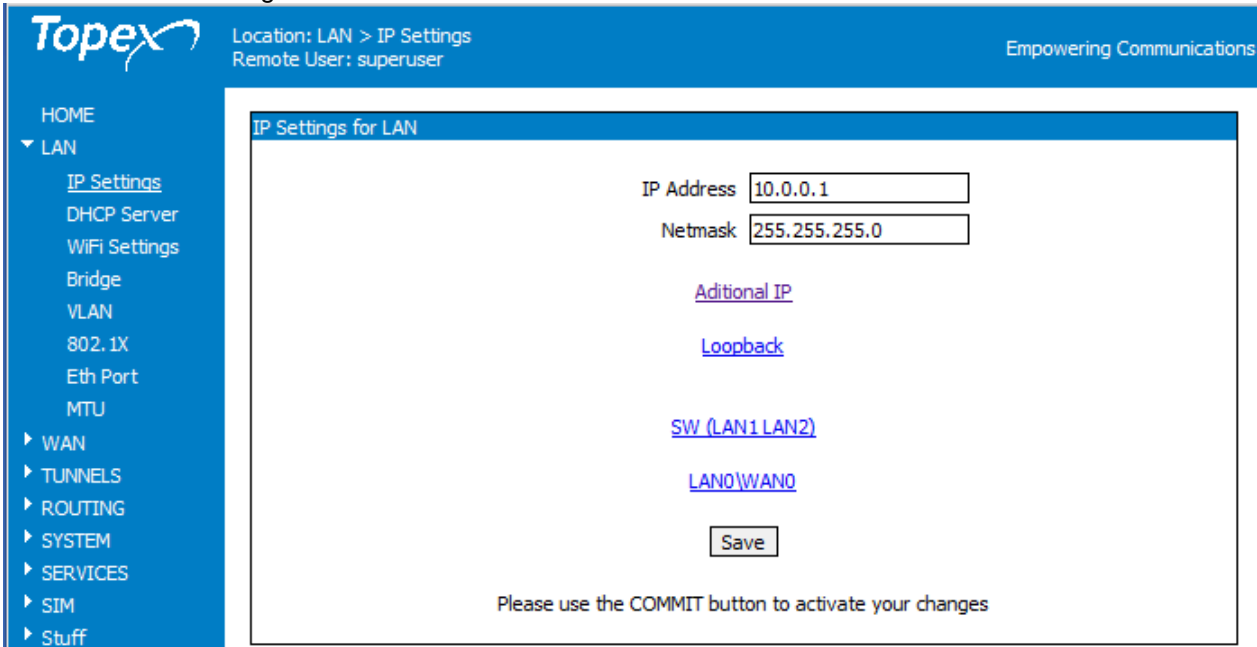 Topex
Location: LAN > IP Settings
Remote User: superuser
Empowering Communications
HOME
LAN
IP Settings
DHCP Server
WiFi Settings
Bridge
VLAN
802.1X
Eth Port
MTU
WAN
TUNNELS
ROUTING
SYSTEM
SERVICES
SIM
Stuff
IP Settings for LAN
IP Address 10.0.0.1
Netmask 255.255.255.0
Aditional IP
Loopback
SW (LAN1 LAN2)
LAN0\WAN0
Save
Please use the COMMIT button to activate your changes